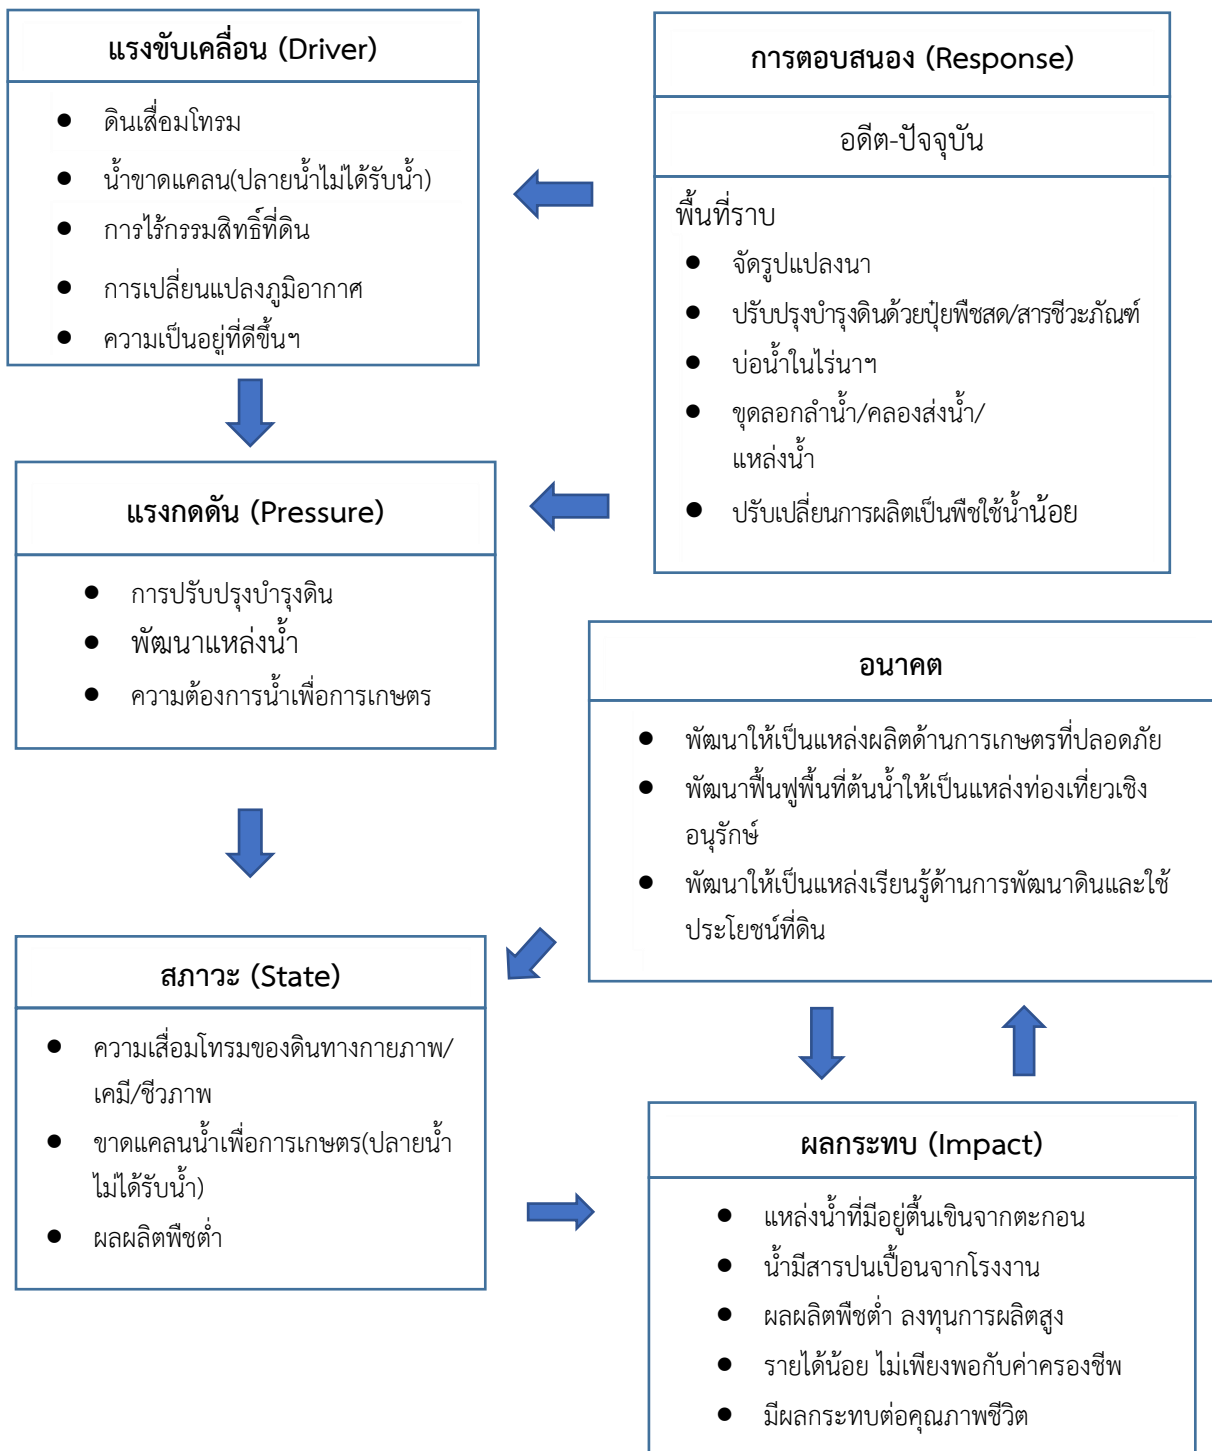 แรงขับเคลื่อน (Driver)
ดินเสื่อมโทรม
น้ำขาดแคลน(ปลายน้ำไม่ได้รับน้ำ)
การไร้กรรมสิทธิ์ที่ดิน
การเปลี่ยนแปลงภูมิอากาศ
ความเป็นอยู่ที่ดีขึ้นฯ
การตอบสนอง (Response)
อดีต-ปัจจุบัน
พื้นที่ราบ
จัดรูปแปลงนา
ปรับปรุงบำรุงดินด้วยปุ๋ยพืชสด/สารชีวะภัณฑ์
บ่อน้ำในไร่นาฯ
ขุดลอกลำน้ำ/คลองส่งน้ำ/
แหล่งน้ำ
ปรับเปลี่ยนการผลิตเป็นพืชใช้น้ำน้อย
แรงกดดัน (Pressure)
การปรับปรุงบำรุงดิน
พัฒนาแหล่งน้ำ
ความต้องการน้ำเพื่อการเกษตร
อนาคต
พัฒนาให้เป็นแหล่งผลิตด้านการเกษตรที่ปลอดภัย
พัฒนาฟื้นฟูพื้นที่ต้นน้ำให้เป็นแหล่งท่องเที่ยวเชิง
อนุรักษ์
พัฒนาให้เป็นแหล่งเรียนรู้ด้านการพัฒนาดินและใช้
ประโยชน์ที่ดิน
สภาวะ (State)
ความเสื่อมโทรมของดินทางกายภาพ/
เคมี/ชีวภาพ
ขาดแคลนน้ำเพื่อการเกษตร(ปลายน้ำ
ไม่ได้รับน้ำ)
ผลผลิตพืชต่ำ
ผลกระทบ (Impact)
แหล่งน้ำที่มีอยู่ตื้นเขินจากตะกอน
น้ำมีสารปนเปื้อนจากโรงงาน
ผลผลิตพืชต่ำ ลงทุนการผลิตสูง
รายได้น้อย ไม่เพียงพอกับค่าครองชีพ
มีผลกระทบต่อคุณภาพชีวิต